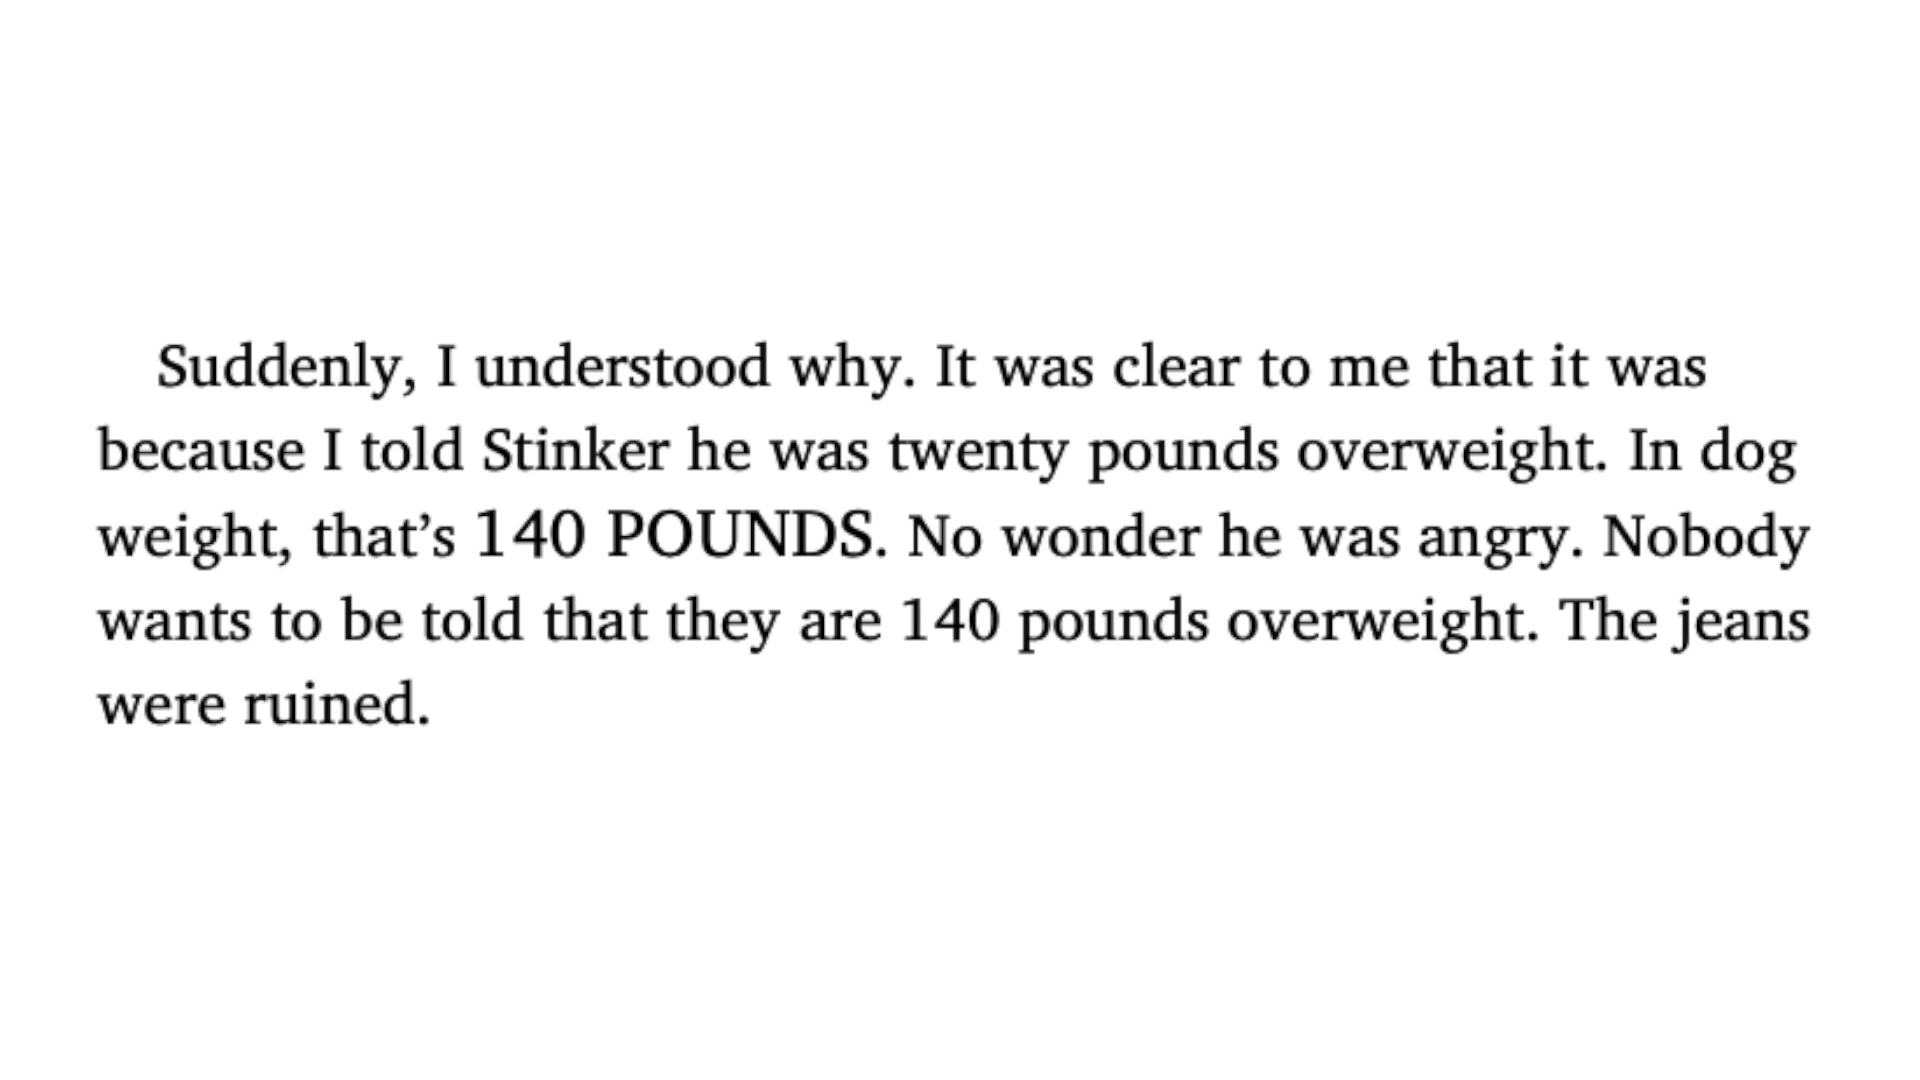 Suddenly, I understood why. It was clear to me that it was
because I told Stinker he was twenty pounds overweight. In dog
weight, that’s 140 POUNDS. No wonder he was angry. Nobody
wants to be told that they are 140 pounds overweight. The jeans
were ruined.